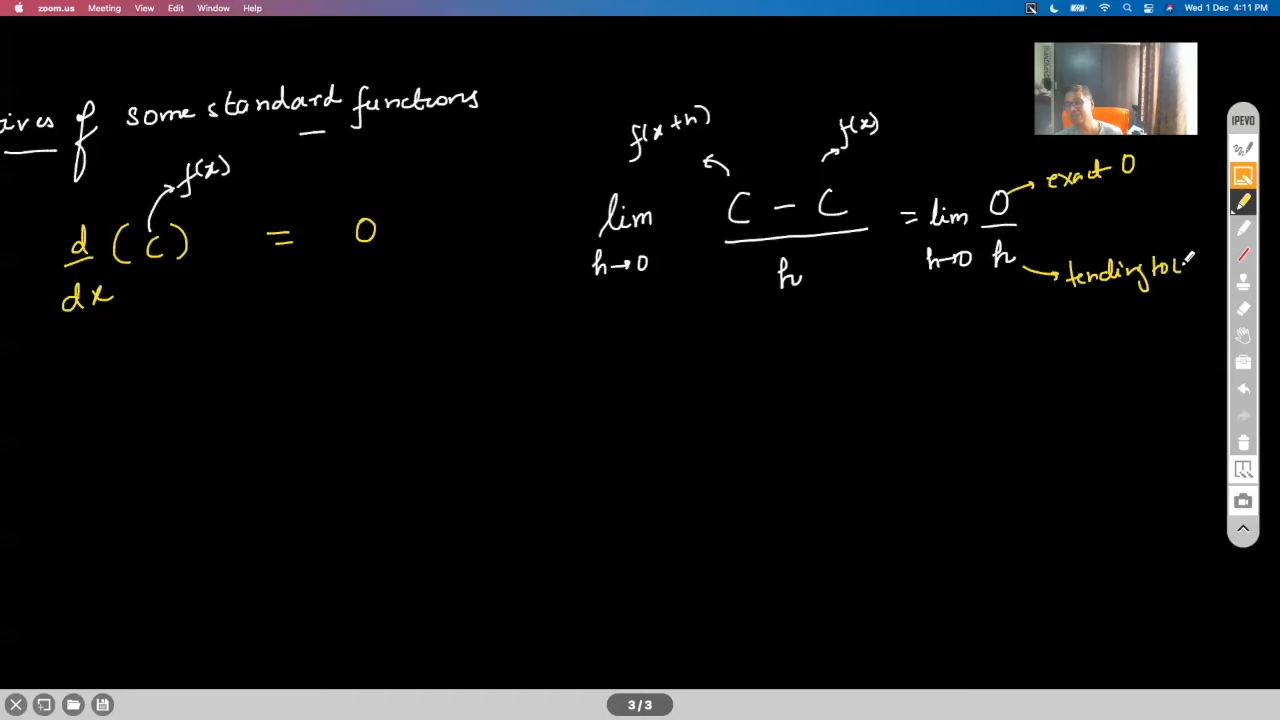 zoom.us Meeting View Edit Window Help Wed 1 Dec 4:11 PM
of some standard functions
f(x)
d/dx (C) = 0
f(x+h) f(x)
lim h→0 C - C / h = lim h→0 0/h
exact 0
tending to
IPEVO
3/3